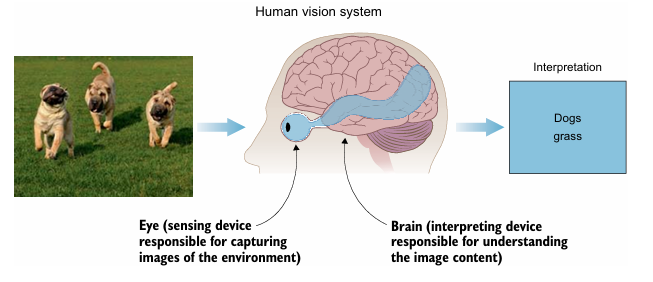 Human vision system
Interpretation
Dogs
grass
Eye (sensing device
responsible for capturing
images of the environment)
Brain (interpreting device
responsible for understanding
the image content)